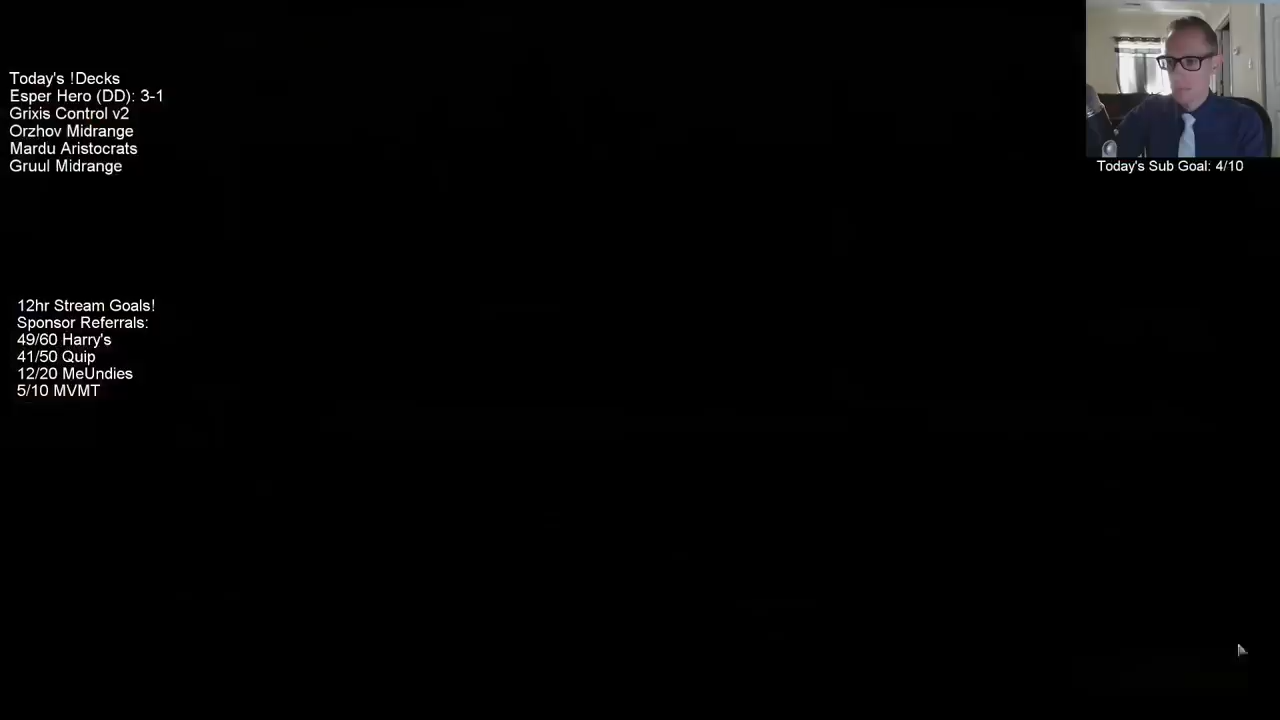 Today's !Decks
Esper Hero (DD): 3-1
Grixis Control v2
Orzhov Midrange
Mardu Aristocrats
Gruul Midrange
Today's Sub Goal: 4/10
12hr Stream Goals!
Sponsor Referrals:
49/60 Harry's
41/50 Quip
12/20 MeUndies
5/10 MVMT